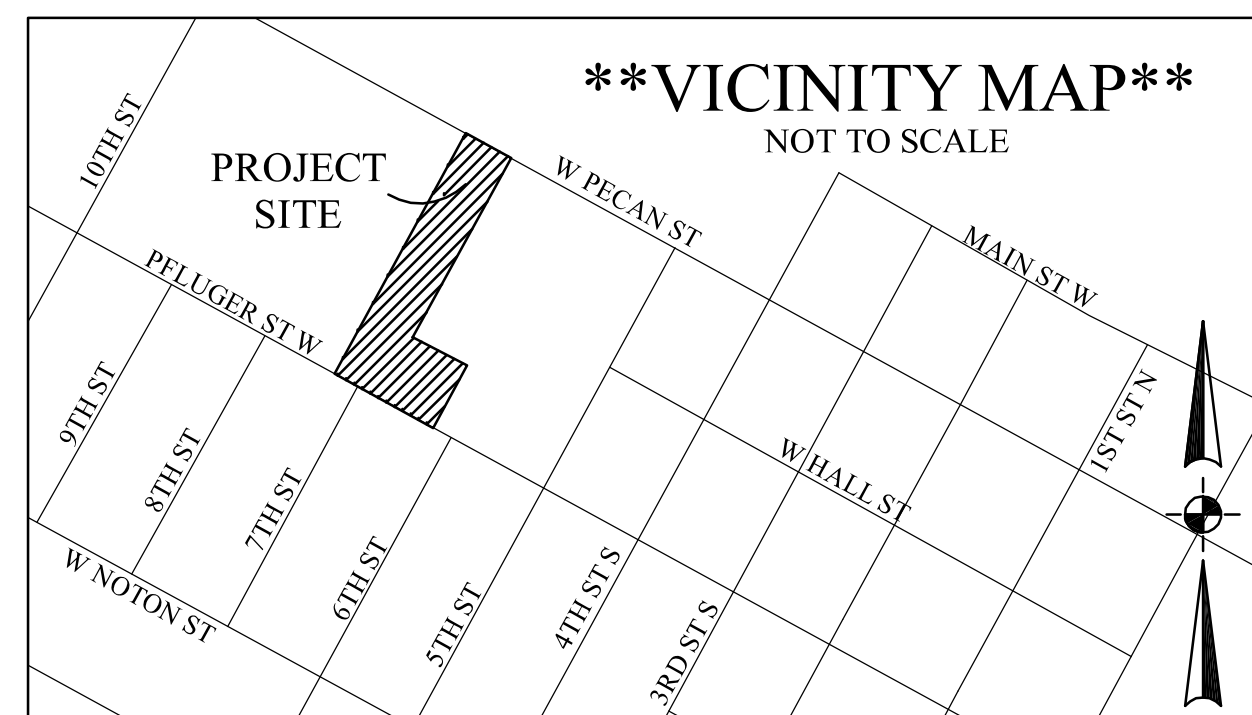 **VICINITY MAP**
NOT TO SCALE
10TH ST
PROJECT
SITE
W PECAN ST
MAIN ST W
PFLUGER ST W
1ST ST N
9TH ST
8TH ST
7TH ST
W HALL ST
6TH ST
5TH ST
4TH ST S
3RD ST S
W NOTON ST